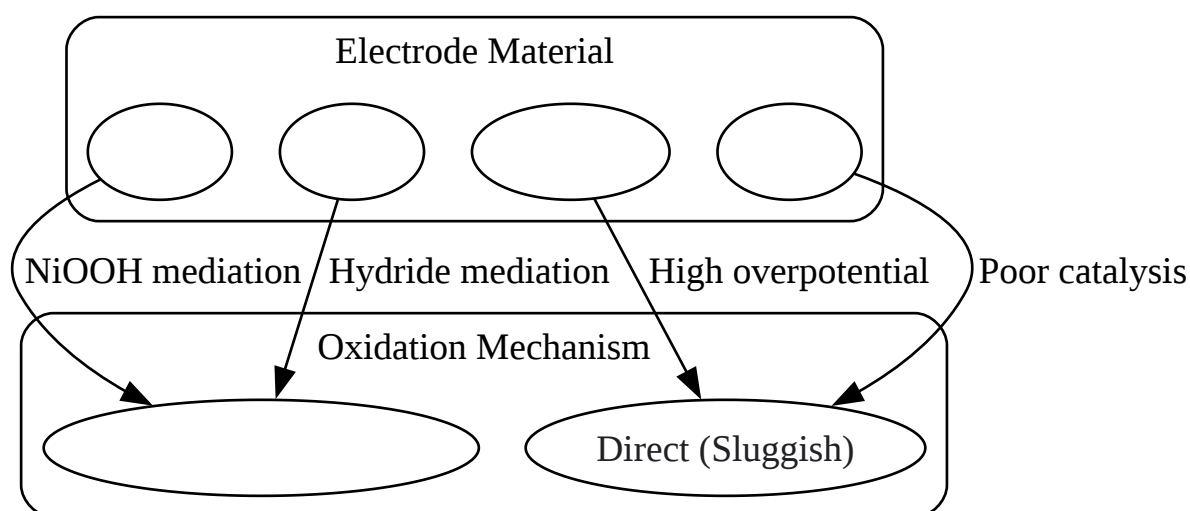 Electrode Material
NiOOH mediation
Hydride mediation
High overpotential
Poor catalysis
Oxidation Mechanism
Direct (Sluggish)